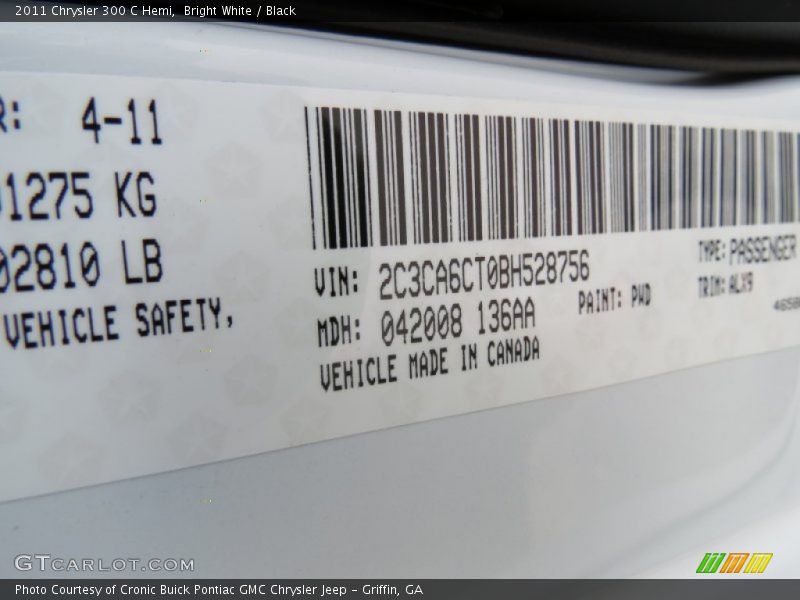 2011 Chrysler 300 C Hemi, Bright White / Black
R: 4-11
1275 KG
02810 LB
VEHICLE SAFETY,
VIN: 2C3CA6CT0BH528756
TYPE: PASSENGER
MDH: 042008 136AA
PAINT: PWD
TRIM: ALX9
VEHICLE MADE IN CANADA
GTCARLOT.COM
Photo Courtesy of Cronic Buick Pontiac GMC Chrysler Jeep - Griffin, GA